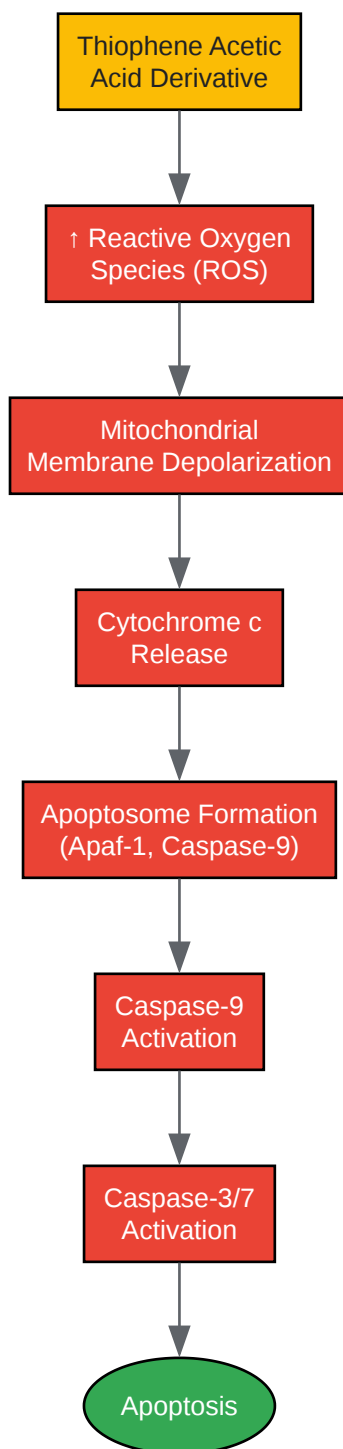 Thiophene Acetic
Acid Derivative
↑ Reactive Oxygen
Species (ROS)
Mitochondrial
Membrane Depolarization
Cytochrome c
Release
Apoptosome Formation
(Apaf-1, Caspase-9)
Caspase-9
Activation
Caspase-3/7
Activation
Apoptosis